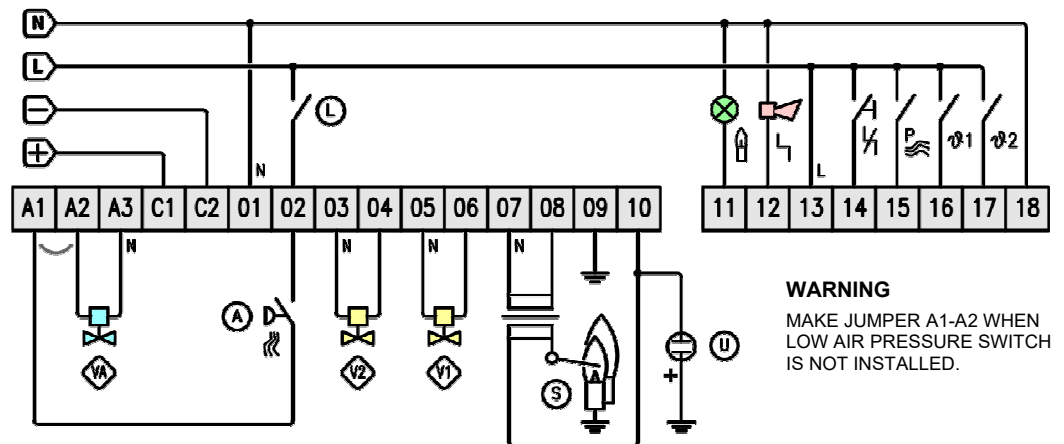 N
L
−
+
L
N
P
ϑ1
ϑ2
L
A1 A2 A3 C1 C2 01 02 03 04 05 06 07 08 09 10 11 12 13 14 15 16 17 18
N N N N
A
VA V2 V1
S
U
+
WARNING
MAKE JUMPER A1-A2 WHEN
LOW AIR PRESSURE SWITCH
IS NOT INSTALLED.